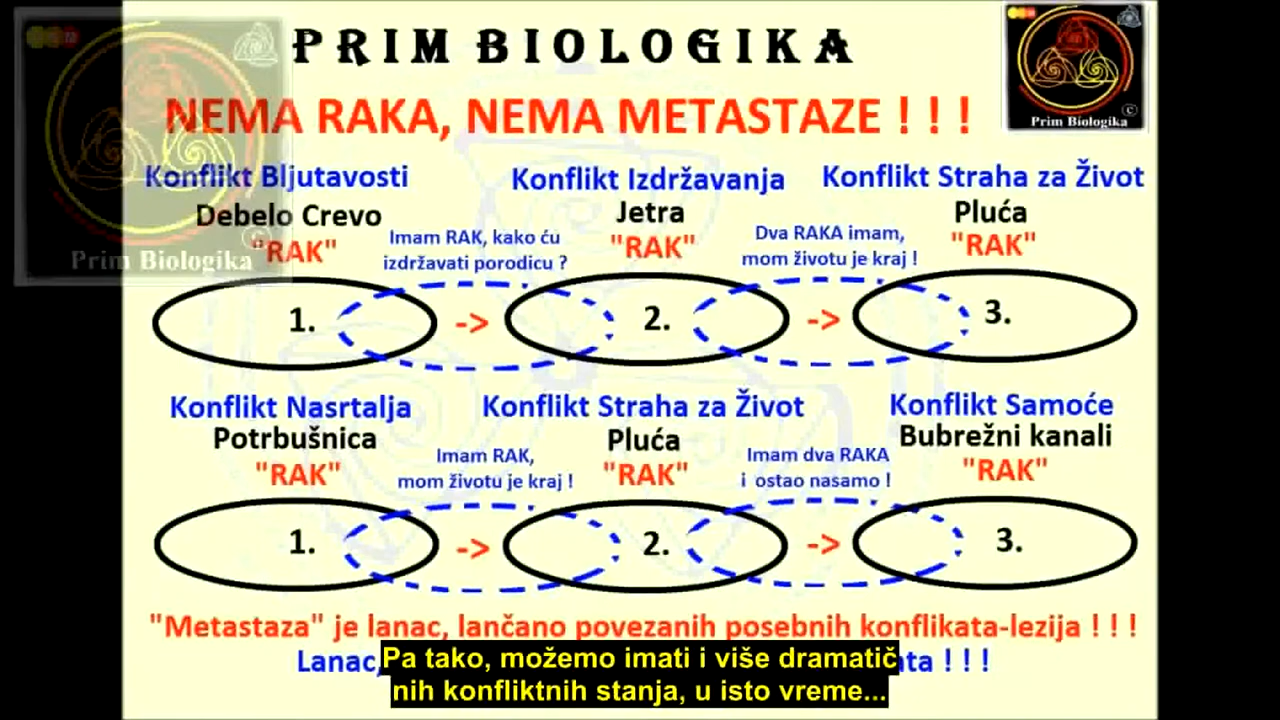 PRIM BIOLOGIKA
Prim Biologika
NEMA RAKA, NEMA METASTAZE ! ! !
Konflikt Bljutavosti
Debelo Crevo
"RAK"
Prim Biologika
Imam RAK, kako ću
izdržavati porodicu ?
Konflikt Izdržavanja
Jetra
"RAK"
Dva RAKA imam,
mom životu je kraj !
Konflikt Straha za Život
Pluća
"RAK"
1.
->
2.
->
3.
Konflikt Nasrtalja
Potrbušnica
"RAK"
Imam RAK,
mom životu je kraj !
Konflikt Straha za Život
Pluća
"RAK"
Imam dva RAKA
i ostao nasamo !
Konflikt Samoće
Bubrežni kanali
"RAK"
1.
->
2.
->
3.
"Metastaza" je lanac, lančano povezanih posebnih konflikata-lezija ! ! !
Lanac, ! ! !
Pa tako, možemo imati i više dramatič
nih konfliktnih stanja, u isto vreme...